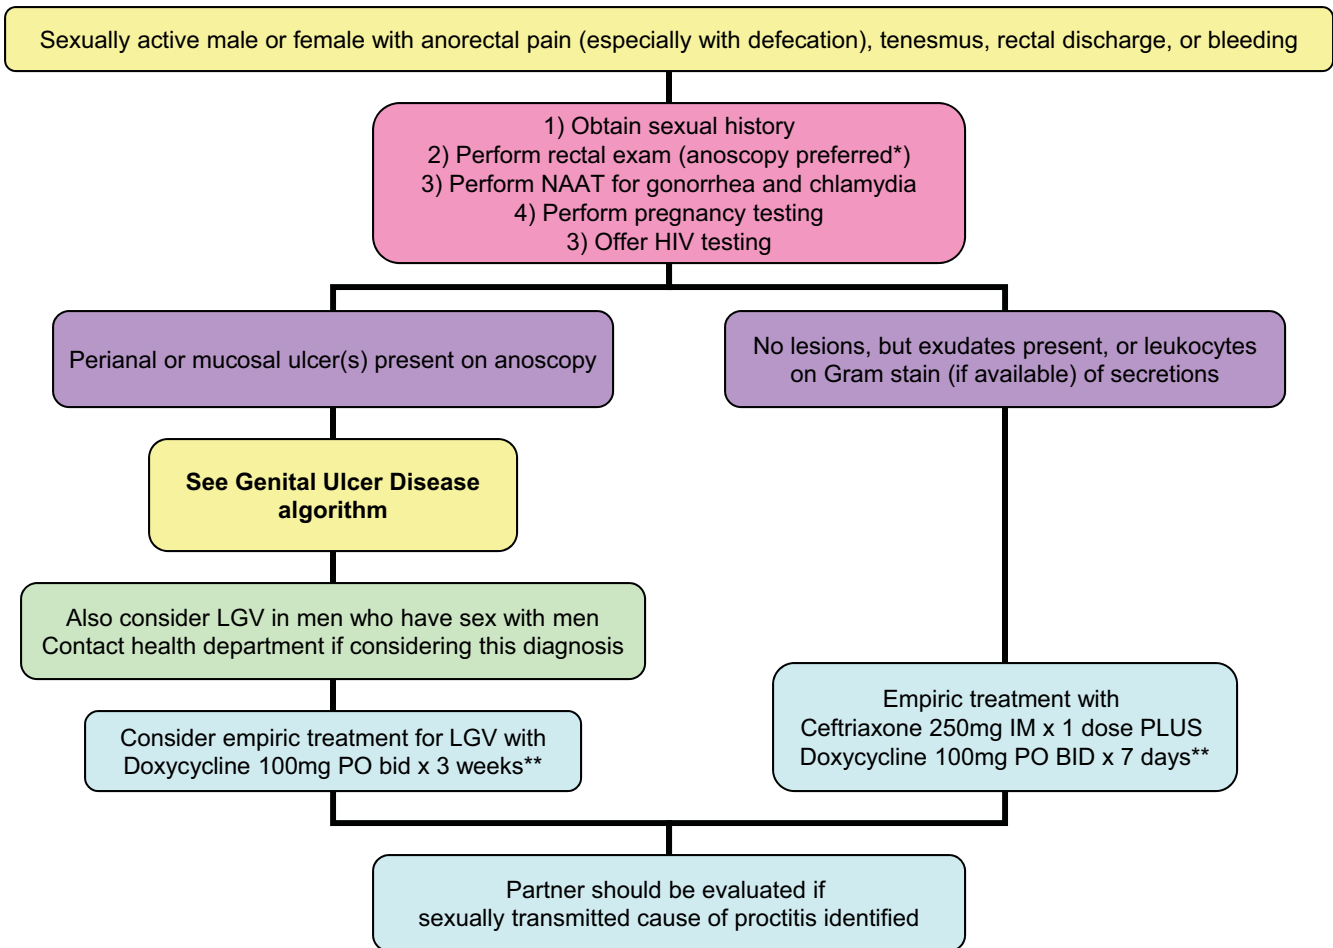 Sexually active male or female with anorectal pain (especially with defecation), tenesmus, rectal discharge, or bleeding
1) Obtain sexual history
2) Perform rectal exam (anoscopy preferred*)
3) Perform NAAT for gonorrhea and chlamydia
4) Perform pregnancy testing
3) Offer HIV testing
Perianal or mucosal ulcer(s) present on anoscopy
No lesions, but exudates present, or leukocytes
on Gram stain (if available) of secretions
See Genital Ulcer Disease
algorithm
Also consider LGV in men who have sex with men
Contact health department if considering this diagnosis
Consider empiric treatment for LGV with
Doxycycline 100mg PO bid x 3 weeks**
Empiric treatment with
Ceftriaxone 250mg IM x 1 dose PLUS
Doxycycline 100mg PO BID x 7 days**
Partner should be evaluated if
sexually transmitted cause of proctitis identified